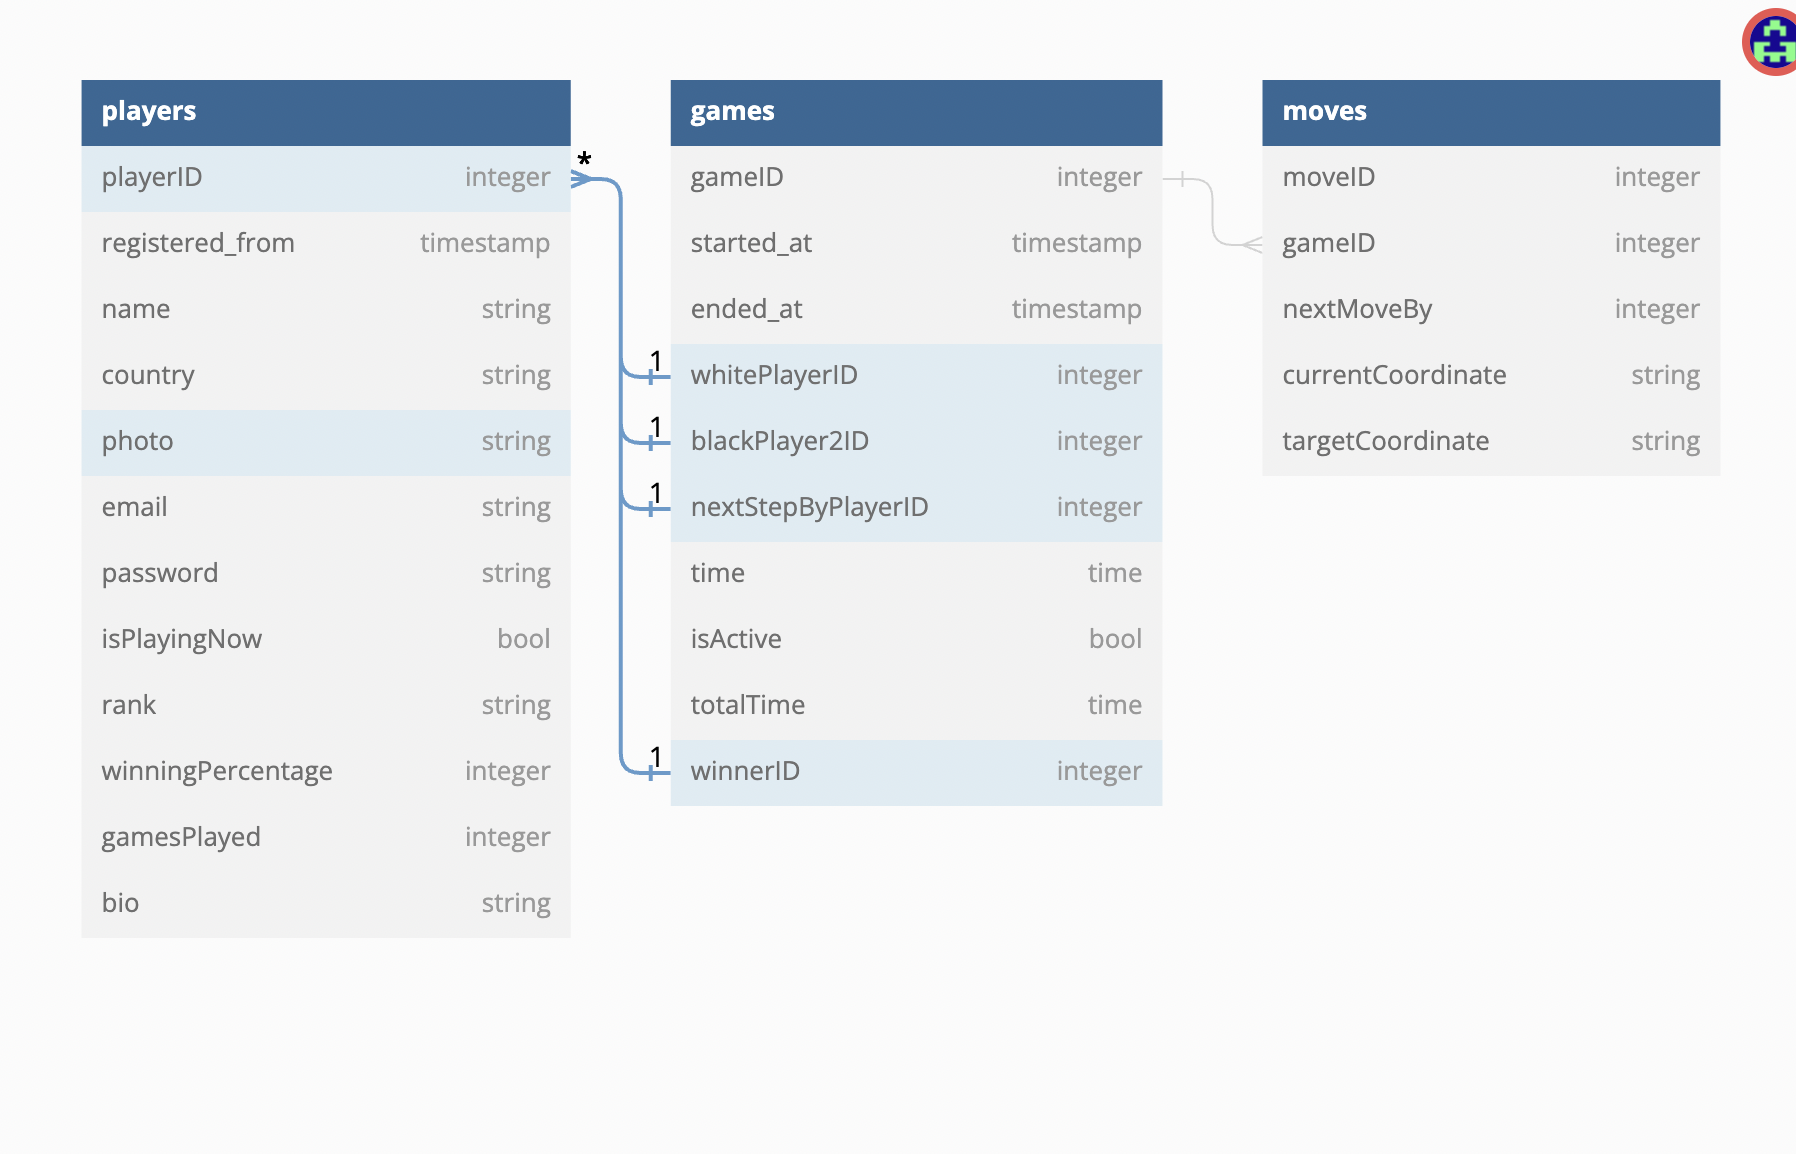 players
playerID integer
registered_from timestamp
name string
country string
photo string
email string
password string
isPlayingNow bool
rank string
winningPercentage integer
gamesPlayed integer
bio string
*
1
1
1
1
games
gameID integer
started_at timestamp
ended_at timestamp
whitePlayerID integer
blackPlayer2ID integer
nextStepByPlayerID integer
time time
isActive bool
totalTime time
winnerID integer
moves
moveID integer
gameID integer
nextMoveBy integer
currentCoordinate string
targetCoordinate string